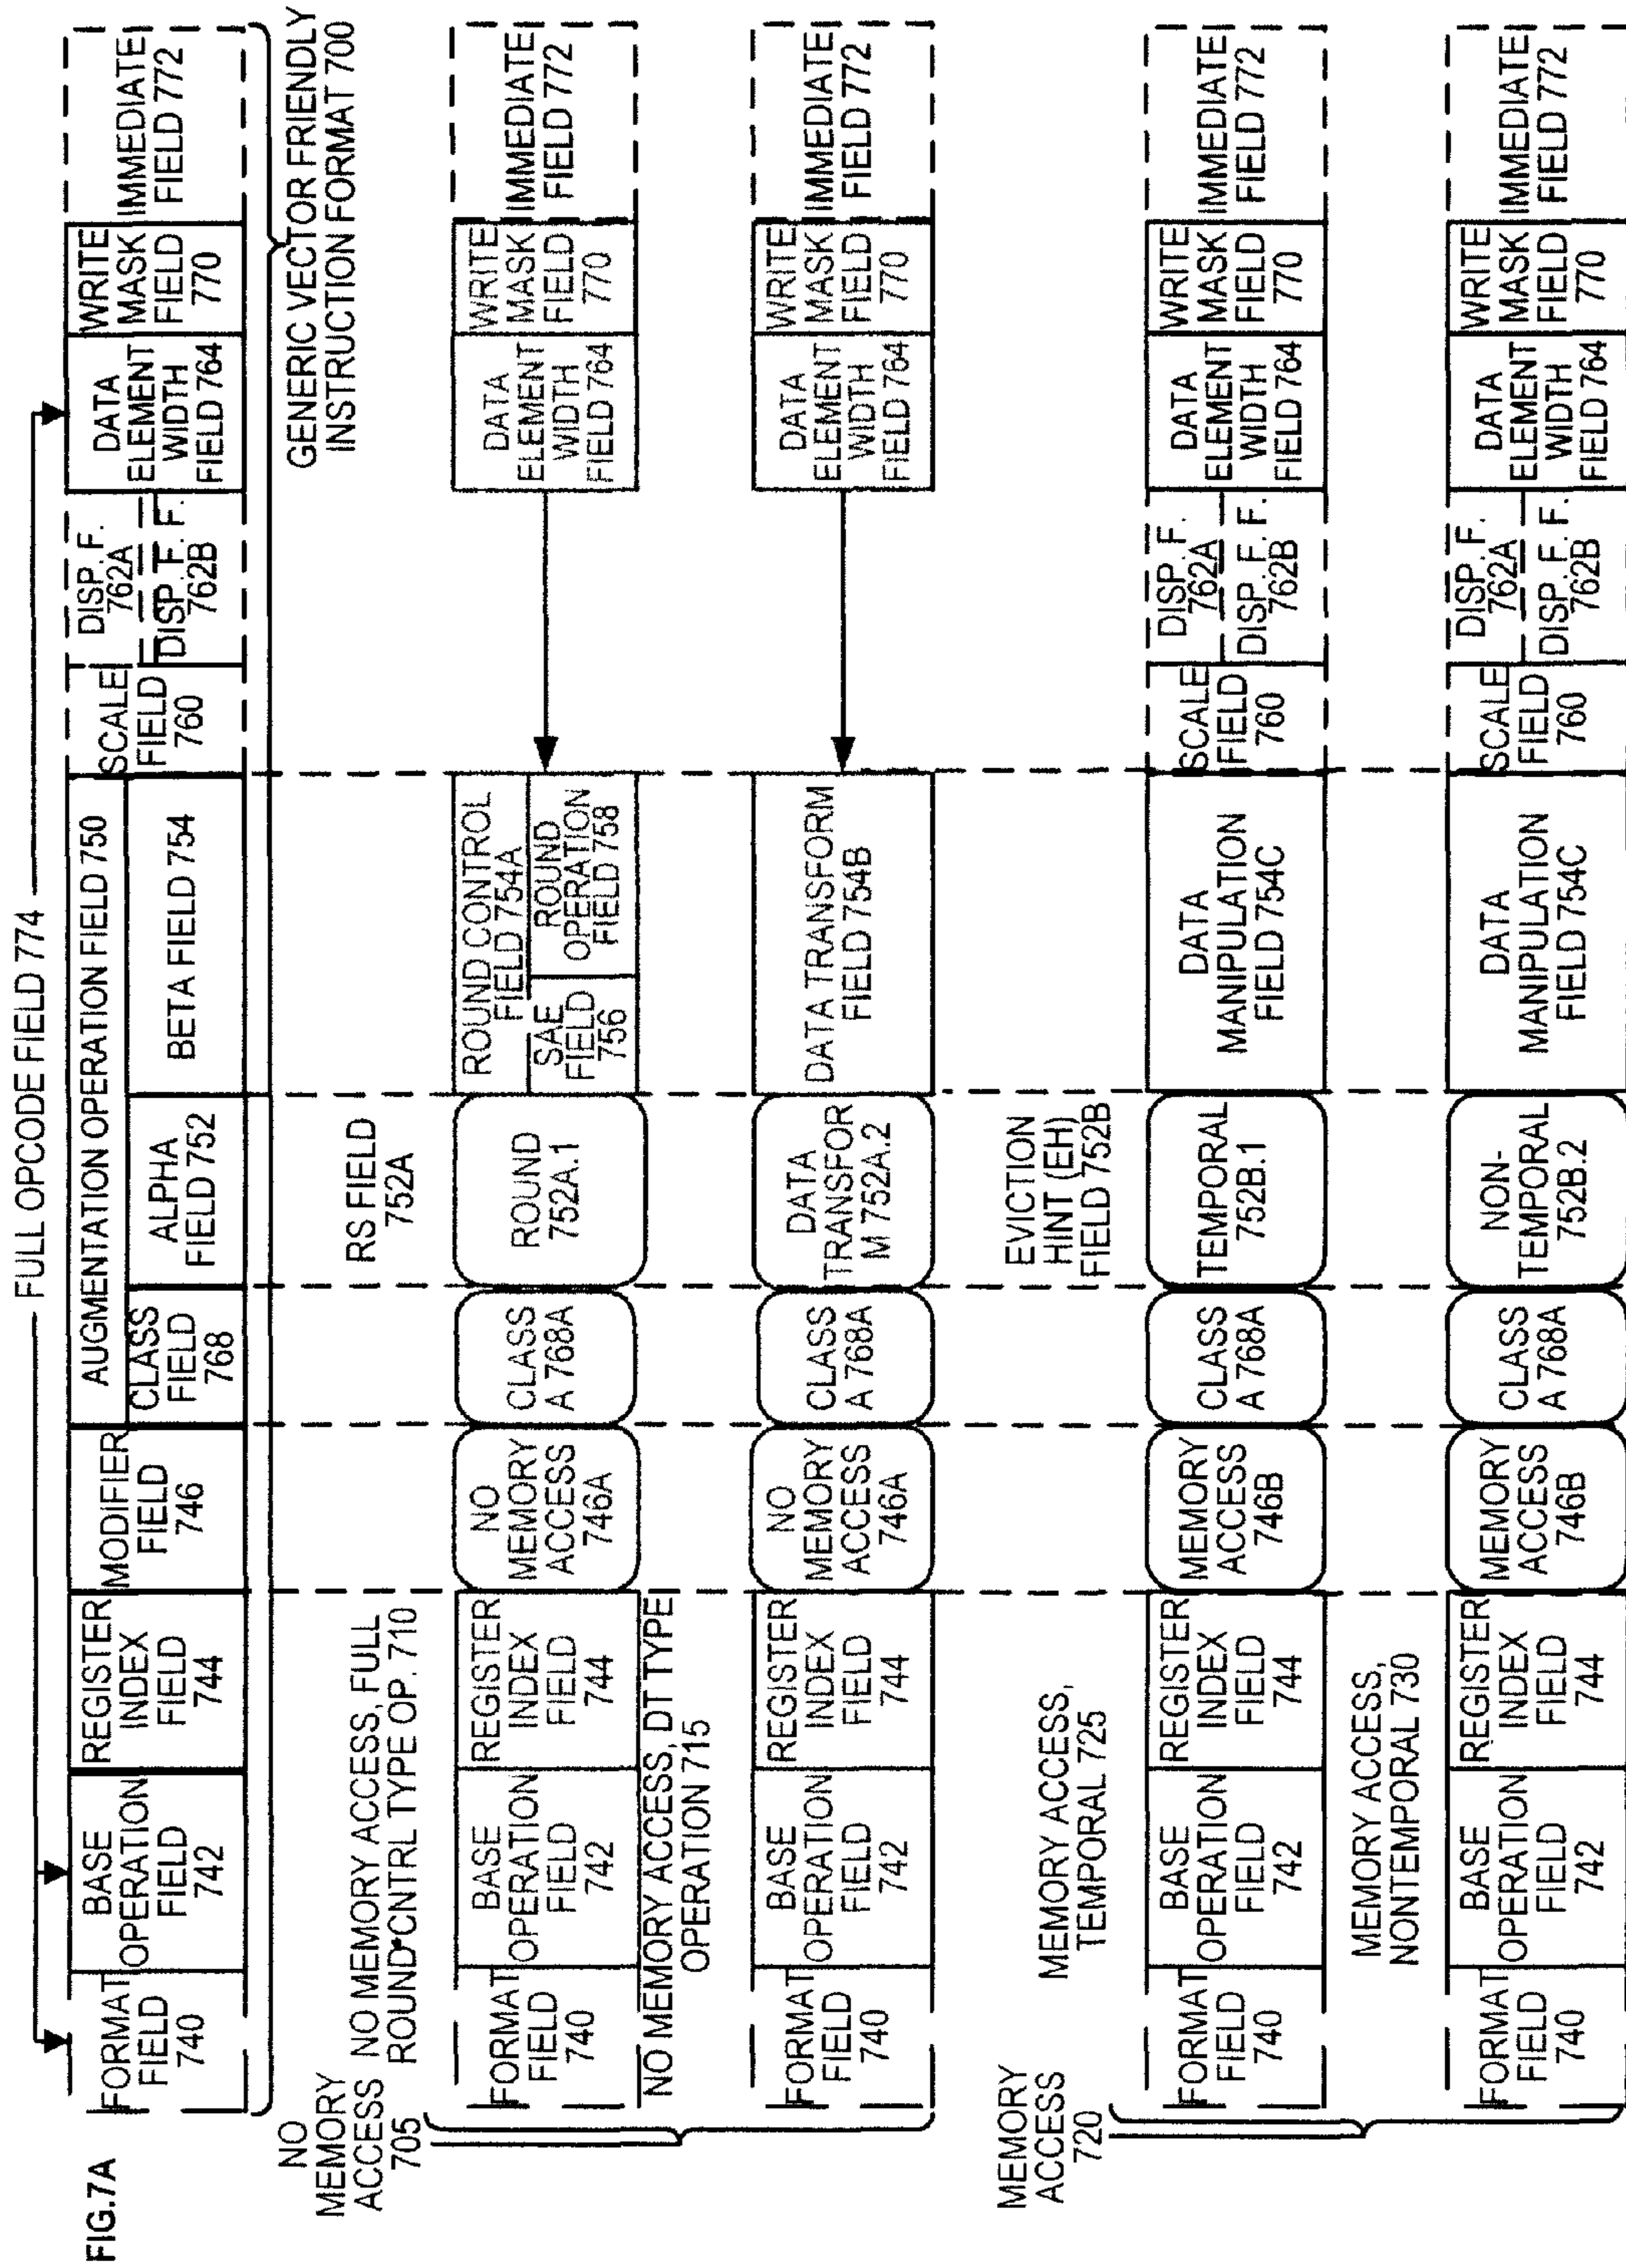 FIG.7A
FULL OPCODE FIELD 774
FORMAT
FIELD
740
BASE
OPERATION
FIELD
742
REGISTER
INDEX
FIELD
744
MODIFIER
FIELD
746
AUGMENTATION OPERATION FIELD 750
CLASS
FIELD
768
ALPHA
FIELD 752
BETA FIELD 754
SCALE
FIELD
760
DISP. F.
762A
DISP. F. F.
762B
DATA
ELEMENT
WIDTH
FIELD 764
WRITE
MASK
FIELD
770
IMMEDIATE
FIELD 772
GENERIC VECTOR FRIENDLY
INSTRUCTION FORMAT 700
NO
MEMORY
ACCESS
705
NO MEMORY ACCESS, FULL
ROUND CNTRL TYPE OP. 710
RS FIELD
752A
FORMAT
FIELD
740
BASE
OPERATION
FIELD
742
REGISTER
INDEX
FIELD
744
NO
MEMORY
ACCESS
746A
CLASS
A 768A
ROUND
752A.1
ROUND CONTROL
FIELD 754A
SAE
FIELD
756
ROUND
OPERATION
FIELD 758
DATA
ELEMENT
WIDTH
FIELD 764
WRITE
MASK
FIELD
770
IMMEDIATE
FIELD 772
NO MEMORY ACCESS, DT TYPE
OPERATION 715
FORMAT
FIELD
740
BASE
OPERATION
FIELD
742
REGISTER
INDEX
FIELD
744
NO
MEMORY
ACCESS
746A
CLASS
A 768A
DATA
TRANSFOR
M 752A.2
DATA TRANSFORM
FIELD 754B
DATA
ELEMENT
WIDTH
FIELD 764
WRITE
MASK
FIELD
770
IMMEDIATE
FIELD 772
MEMORY
ACCESS
720
MEMORY ACCESS,
TEMPORAL 725
EVICTION
HINT (EH)
FIELD 752B
FORMAT
FIELD
740
BASE
OPERATION
FIELD
742
REGISTER
INDEX
FIELD
744
MEMORY
ACCESS
746B
CLASS
A 768A
TEMPORAL
752B.1
DATA
MANIPULATION
FIELD 754C
SCALE
FIELD
760
DISP. F.
762A
DISP. F. F.
762B
DATA
ELEMENT
WIDTH
FIELD 764
WRITE
MASK
FIELD
770
IMMEDIATE
FIELD 772
MEMORY ACCESS,
NONTEMPORAL 730
FORMAT
FIELD
740
BASE
OPERATION
FIELD
742
REGISTER
INDEX
FIELD
744
MEMORY
ACCESS
746B
CLASS
A 768A
NON-
TEMPORAL
752B.2
DATA
MANIPULATION
FIELD 754C
SCALE
FIELD
760
DISP. F.
762A
DISP. F. F.
762B
DATA
ELEMENT
WIDTH
FIELD 764
WRITE
MASK
FIELD
770
IMMEDIATE
FIELD 772